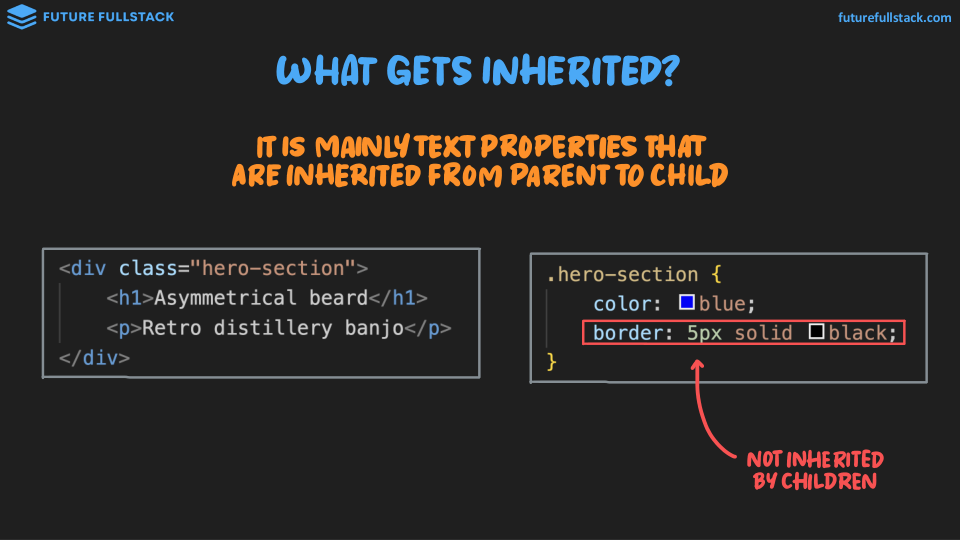 FUTURE FULLSTACK
futurefullstack.com
WHAT GETS INHERITED?
IT IS MAINLY TEXT PROPERTIES THAT
ARE INHERITED FROM PARENT TO CHILD
<div class="hero-section">
<h1>Asymmetrical beard</h1>
<p>Retro distillery banjo</p>
</div>
.hero-section {
color: blue;
border: 5px solid black;
}
NOT INHERITED
BY CHILDREN